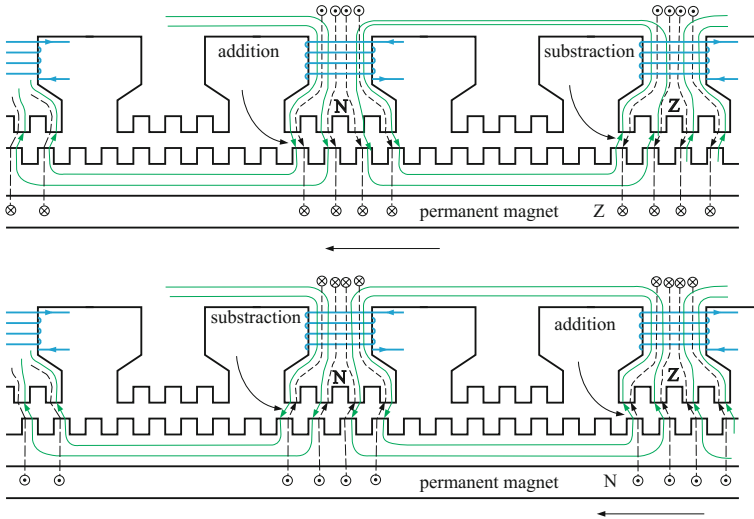 addition
substraction
N
Z
permanent magnet Z
substraction
addition
N
Z
permanent magnet N